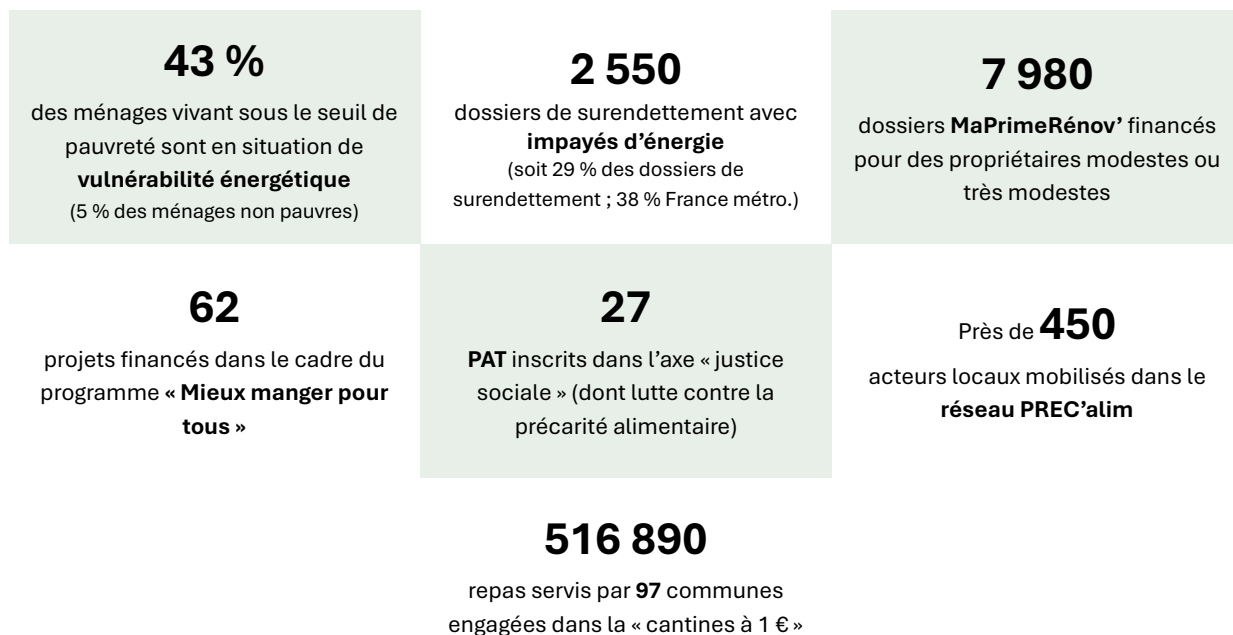 43 %
des ménages vivant sous le seuil de
pauvreté sont en situation de
vulnérabilité énergétique
(5 % des ménages non pauvres)
2 550
dossiers de surendettement avec
impayés d’énergie
(soit 29 % des dossiers de
surendettement ; 38 % France métro.)
7 980
dossiers MaPrimeRénov’ financés
pour des propriétaires modestes ou
très modestes
62
projets financés dans le cadre du
programme « Mieux manger pour
tous »
27
PAT inscrits dans l’axe « justice
sociale » (dont lutte contre la
précarité alimentaire)
Près de 450
acteurs locaux mobilisés dans le
réseau PREC’alim
516 890
repas servis par 97 communes
engagées dans la « cantines à 1 € »